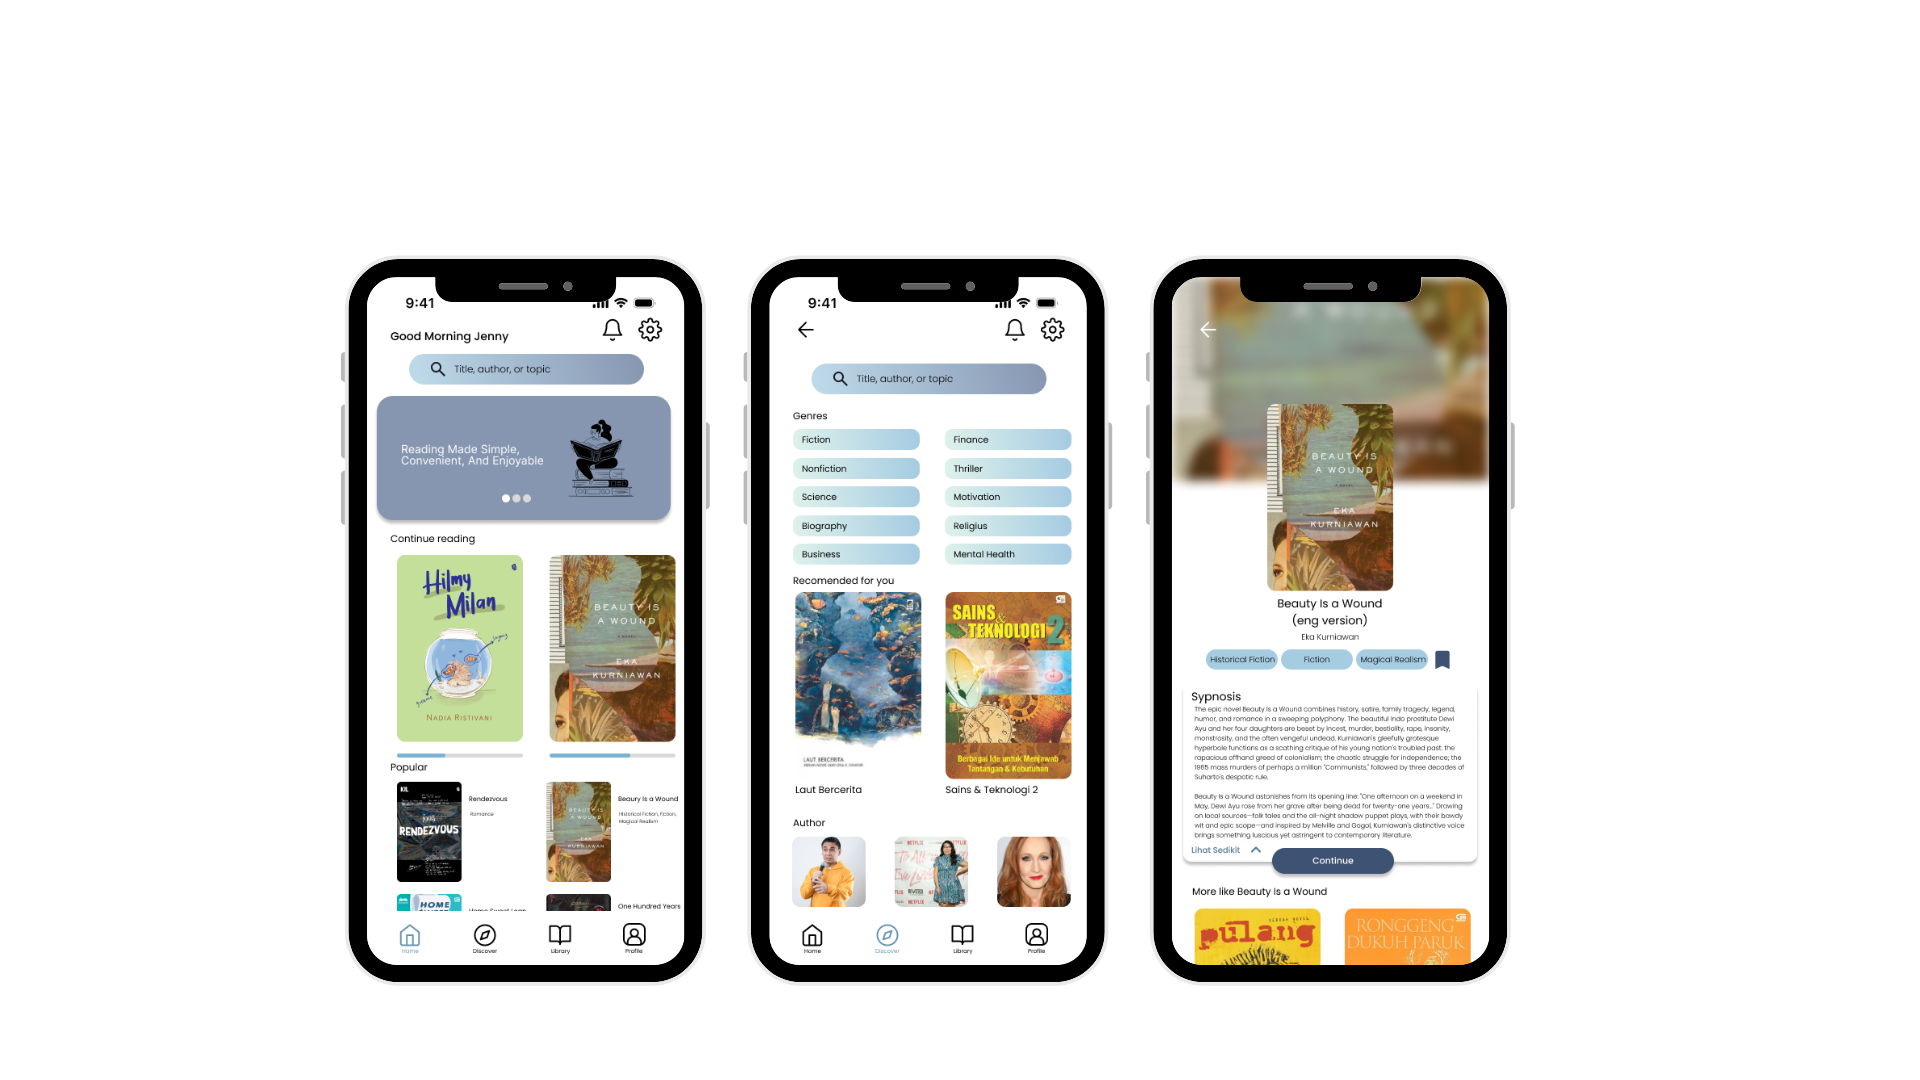 9:41
Good Morning Jenny
Title, author, or topic
Reading Made Simple,
Convenient, And Enjoyable
Continue reading
Hilmy
Milan
NADIA RISTIVANI
BEAUTY IS
A WOUND
A NOVEL
EKA
KURNIAWAN
Popular
RENDEZVOUS
Rendezvous
Romance
BEAUTY IS
A WOUND
EKA
KURNIAWAN
Beauty Is a Wound
Historical Fiction, Fiction,
Magical Realism
HOME
One Hundred Years
Home
Discover
Library
Profile
9:41
Title, author, or topic
Genres
Fiction
Finance
Nonfiction
Thriller
Science
Motivation
Biography
Religius
Business
Mental Health
Recomended for you
LAUT BERCERITA
SAINS &
TEKNOLOGI 2
Berbagai Ide untuk Menjawab
Tantangan & Kebutuhan
Laut Bercerita
Sains & Teknologi 2
Author
NETFLIX
NETFLIX
Home
Discover
Library
Profile
BEAUTY IS
A WOUND
A NOVEL
EKA
KURNIAWAN
Beauty Is a Wound
(eng version)
Eka Kurniawan
Historical Fiction
Fiction
Magical Realism
Sypnosis
The epic novel Beauty Is a Wound combines history, satire, family tragedy, legend,
humor, and romance in a sweeping polyphony. The beautiful Indo prostitute Dewi
Ayu and her four daughters are beset by incest, murder, bestiality, rape, insanity,
monstrosity, and the often vengeful undead. Kurniawan's gleefully grotesque
hyperbole functions as a scathing critique of his young nation's troubled past: the
rapacious offhand greed of colonialism; the chaotic struggle for independence; the
1965 mass murders of perhaps a million "Communists," followed by three decades of
Suharto's despotic rule.
Beauty Is a Wound astonishes from its opening line: "One afternoon on a weekend in
May, Dewi Ayu rose from her grave after being dead for twenty-one years..." Drawing
on local sources—folk tales and the all-night shadow puppet plays, with their bawdy
wit and epic scope—and inspired by Melville and Gogol, Kurniawan's distinctive voice
brings something luscious yet astringent to contemporary literature.
Lihat Sedikit
Continue
More like Beauty Is a Wound
pulang
RONGGENG
DUKUH PARUK